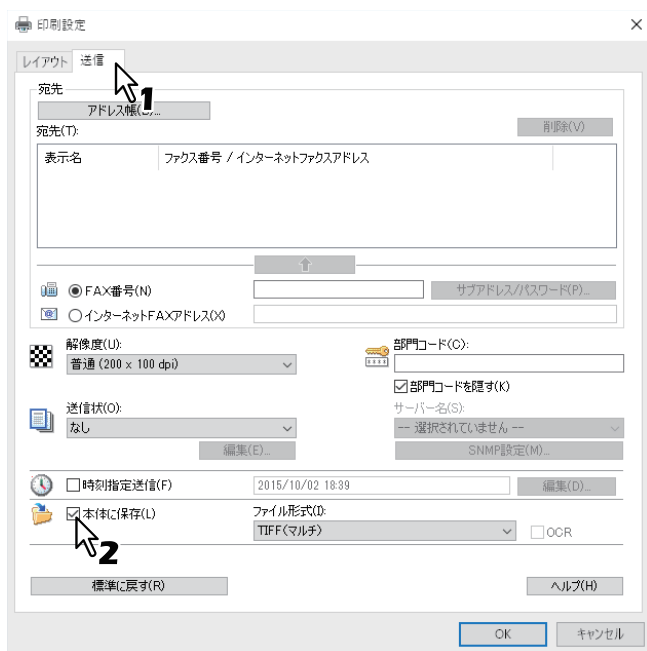 印刷設定
レイアウト 送信
1
宛先
アドレス帳(B)...
宛先(T):
削除(V)
表示名 ファクス番号 / インターネットファクスアドレス
FAX番号(N)
サブアドレス/パスワード(P)...
インターネットFAXアドレス(X)
解像度(U):
普通 (200 x 100 dpi)
部門コード(C):
部門コードを隠す(K)
送信状(O):
なし
編集(E)...
サーバー名(S):
-- 選択されていません --
SNMP設定(M)...
時刻指定送信(F) 2015/10/02 18:39 編集(D)...
本体に保存(L)
2
ファイル形式(I):
TIFF(マルチ) OCR
標準に戻す(R) ヘルプ(H)
OK キャンセル